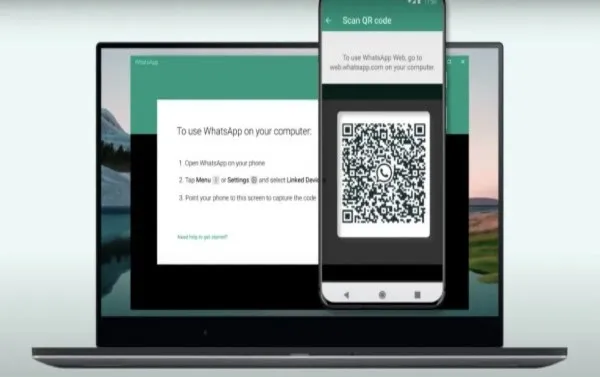 WhatsApp
To use WhatsApp on your computer:
1. Open WhatsApp on your phone
2. Tap Menu or Settings and select Linked Devices
3. Point your phone to this screen to capture the code
Need help to get started?
Scan QR code
To use WhatsApp Web, go to
web.whatsapp.com on your computer.